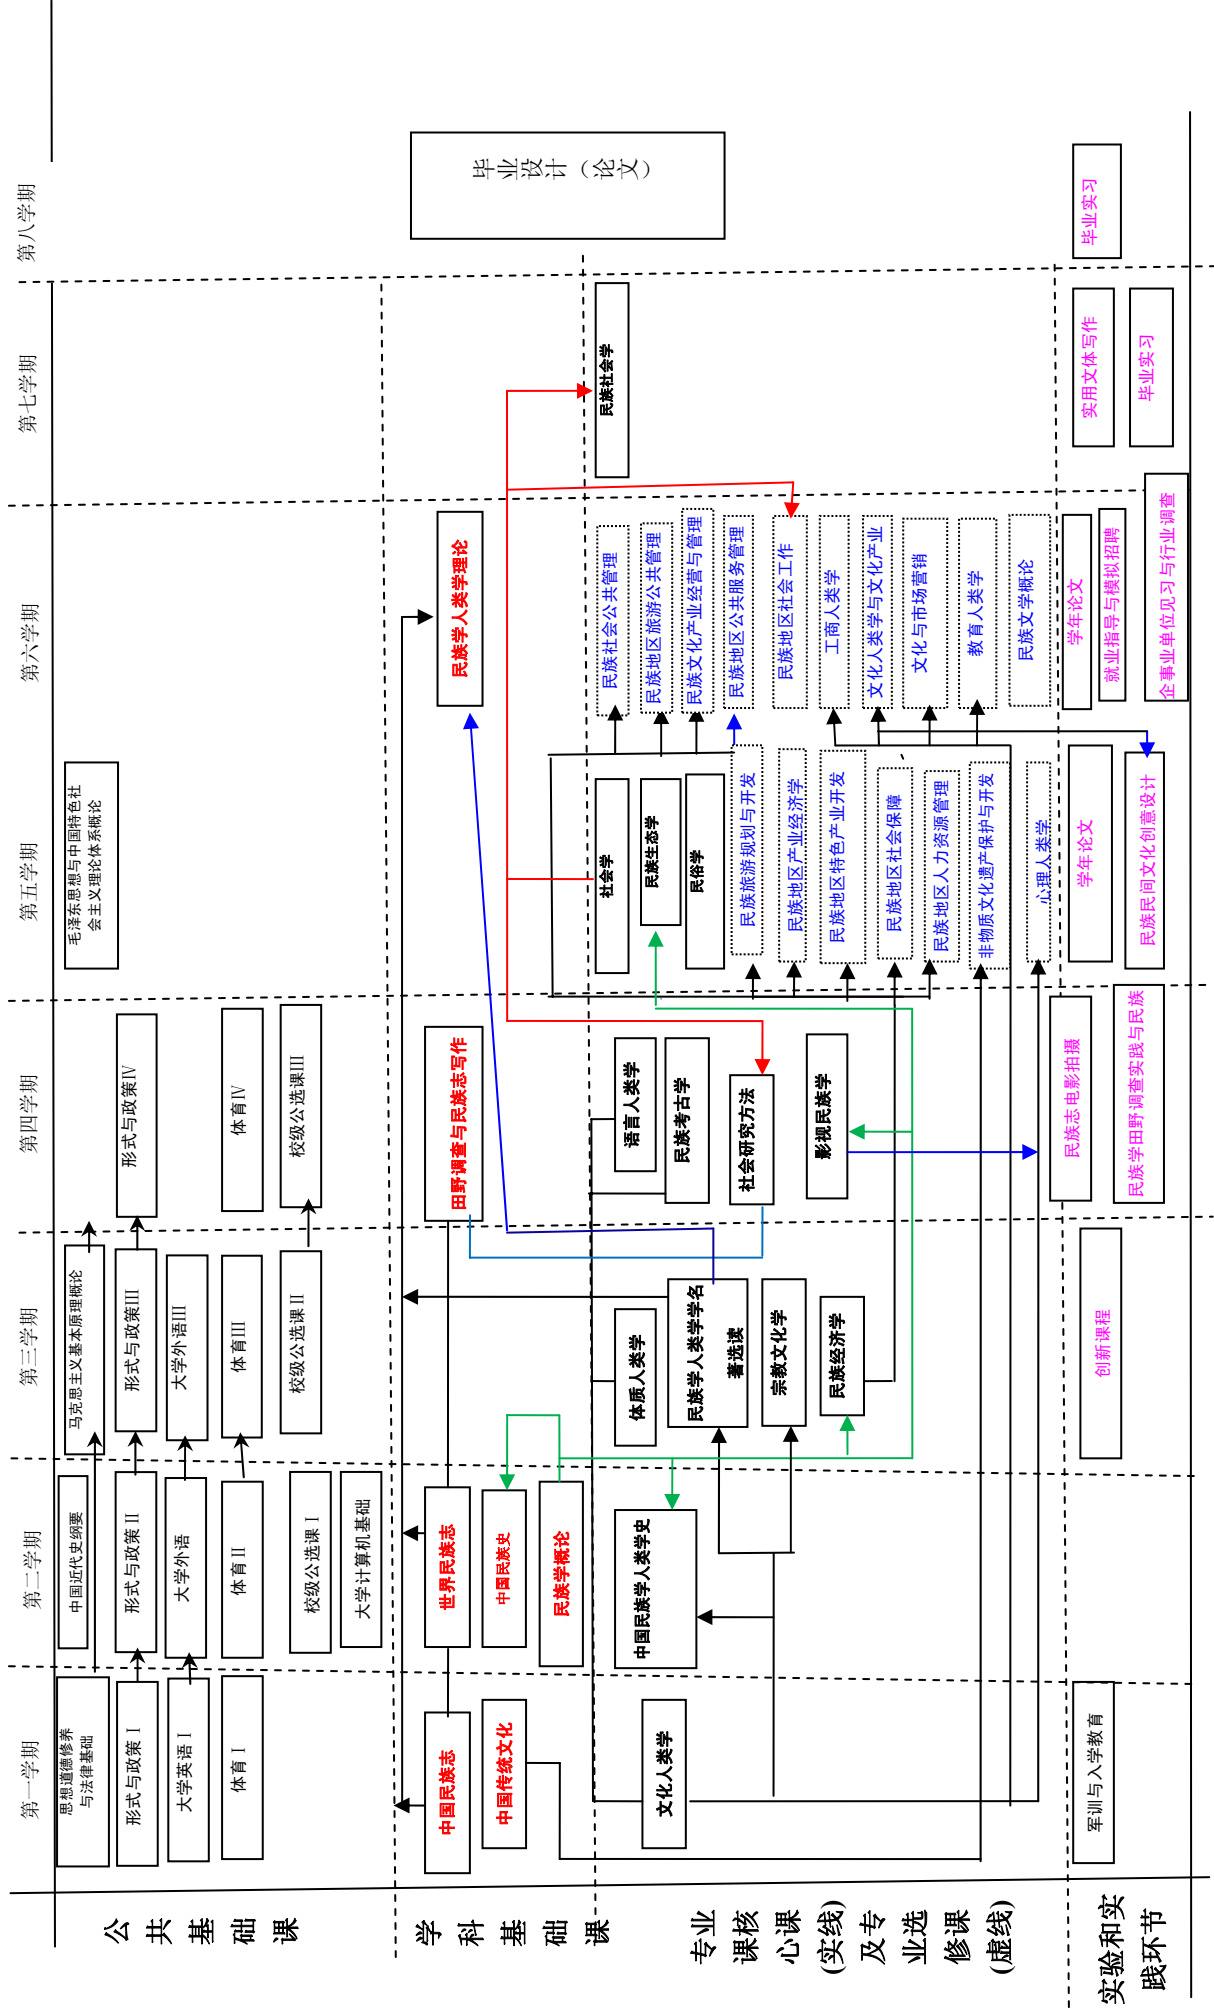 第一学期
第二学期
第三学期
第四学期
第五学期
第六学期
第七学期
第八学期
公共基础课
思想道德修养
与法律基础
形式与政策 I
大学英语 I
体育 I
中国近代史纲要
形式与政策 II
大学外语
体育 II
校级公选课 I
大学计算机基础
马克思主义基本原理概论
形式与政策III
大学外语III
体育III
校级公选课 II
形式与政策IV
体育IV
校级公选课III
毛泽东思想与中国特色社
会主义理论体系概论
学科基础课
中国民族志
中国传统文化
世界民族志
中国民族史
民族学概论
田野调查与民族志写作
民族学人类学理论
毕业设计（论文）
专业
课核
心课
(实线)
及专
业选
修课
(虚线)
文化人类学
中国民族学人类学史
体质人类学
民族学人类学学名
著选读
宗教文化学
民族经济学
语言人类学
民族考古学
社会研究方法
影视民族学
社会学
民族生态学
民俗学
民族旅游规划与开发
民族地区产业经济学
民族地区特色产业开发
民族地区社会保障
民族地区人力资源管理
非物质文化遗产保护与开发
心理人类学
民族社会公共管理
民族地区旅游公共管理
民族文化产业经营与管理
民族地区公共服务管理
民族地区社会工作
工商人类学
文化人类学与文化产业
文化与市场营销
教育人类学
民族文学概论
民族社会学
实验和实
践环节
军训与入学教育
创新课程
民族志电影拍摄
民族学田野调查实践与民族
学年论文
民族民间文化创意设计
学年论文
就业指导与模拟招聘
企事业单位见习与行业调查
实用文体写作
毕业实习
毕业实习